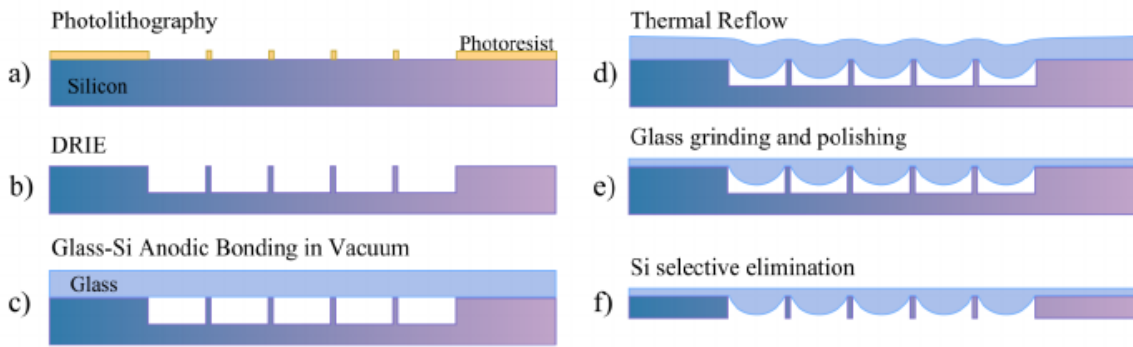 Photolithography
Photoresist
a)
Silicon
DRIE
b)
Glass-Si Anodic Bonding in Vacuum
Glass
c)
Thermal Reflow
d)
Glass grinding and polishing
e)
Si selective elimination
f)